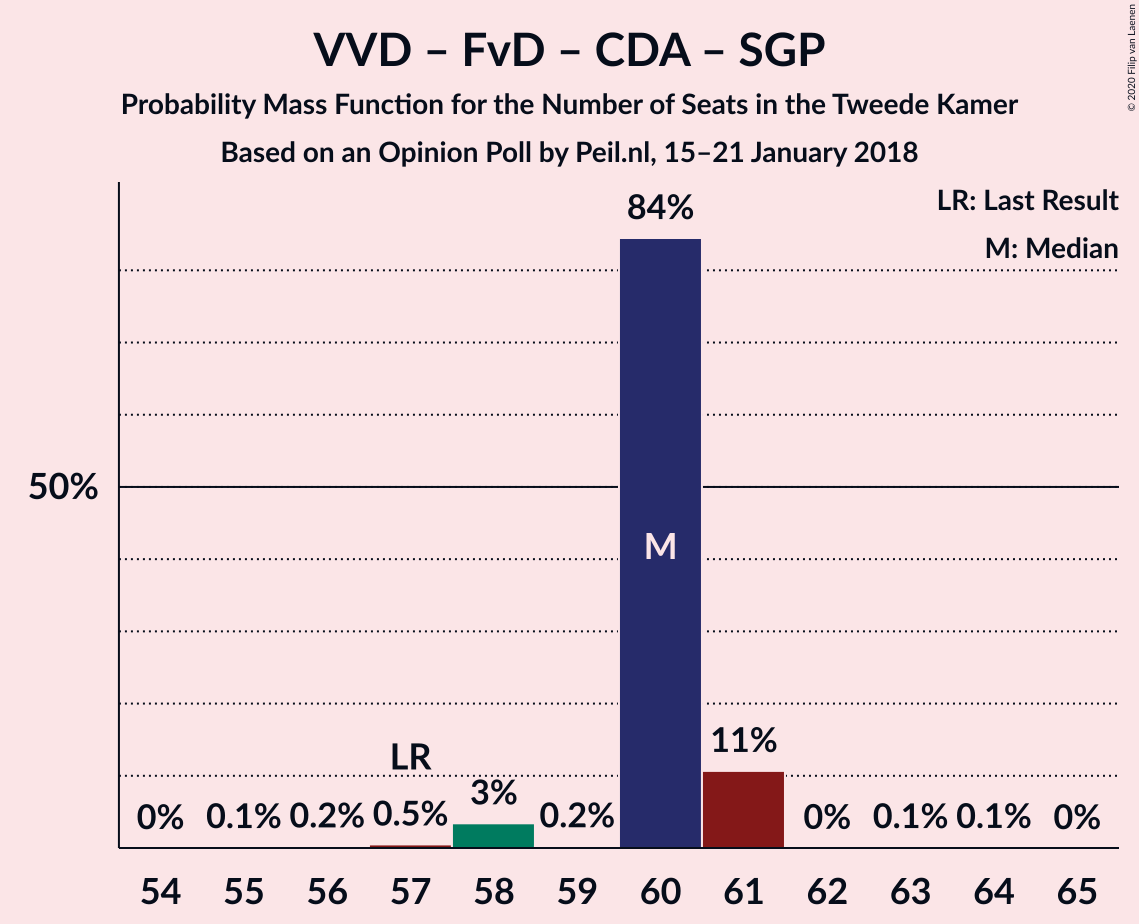 VVD – FvD – CDA – SGP
Probability Mass Function for the Number of Seats in the Tweede Kamer
Based on an Opinion Poll by Peil.nl, 15–21 January 2018
© 2020 Filip van Laenen
LR: Last Result
M: Median
84%
50%
M
LR
11%
0% 0.1% 0.2% 0.5% 3% 0.2% 0% 0.1% 0.1% 0%
54 55 56 57 58 59 60 61 62 63 64 65